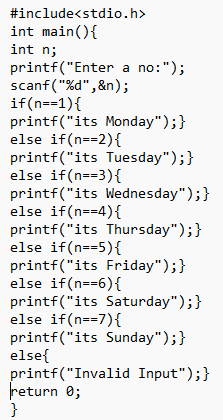 #include<stdio.h>
int main(){
int n;
printf("Enter a no:");
scanf("%d",&n);
if(n==1){
printf("its Monday");}
else if(n==2){
printf("its Tuesday");}
else if(n==3){
printf("its Wednesday");}
else if(n==4){
printf("its Thursday");}
else if(n==5){
printf("its Friday");}
else if(n==6){
printf("its Saturday");}
else if(n==7){
printf("its Sunday");}
else{
printf("Invalid Input");}
return 0;
}